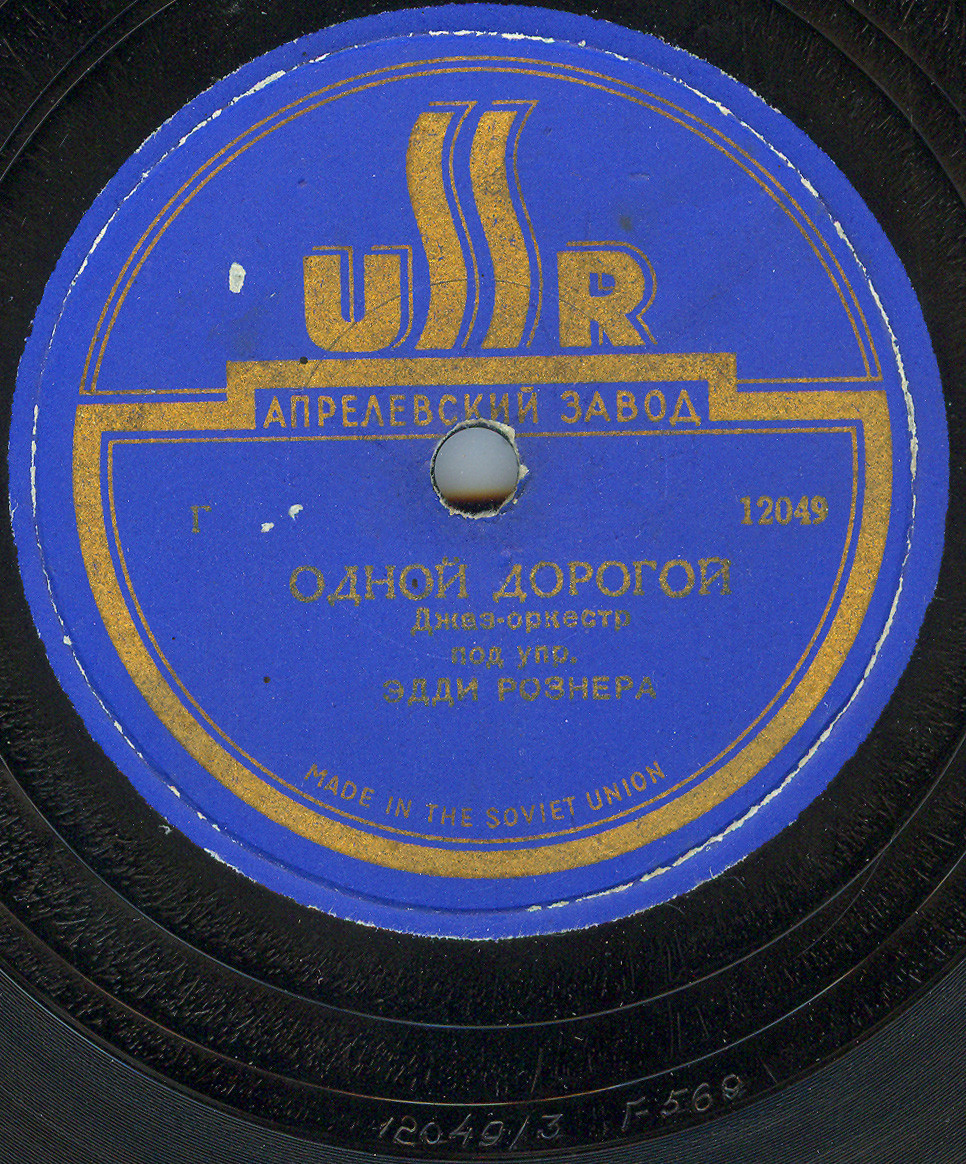 USSR
АПРЕЛЕВСКИЙ ЗАВОД
Г 12049
ОДНОЙ ДОРОГОЙ
Джаз-оркестр
под упр.
ЭДДИ РОЗНЕРА
MADE IN THE SOVIET UNION
12049/3 F569